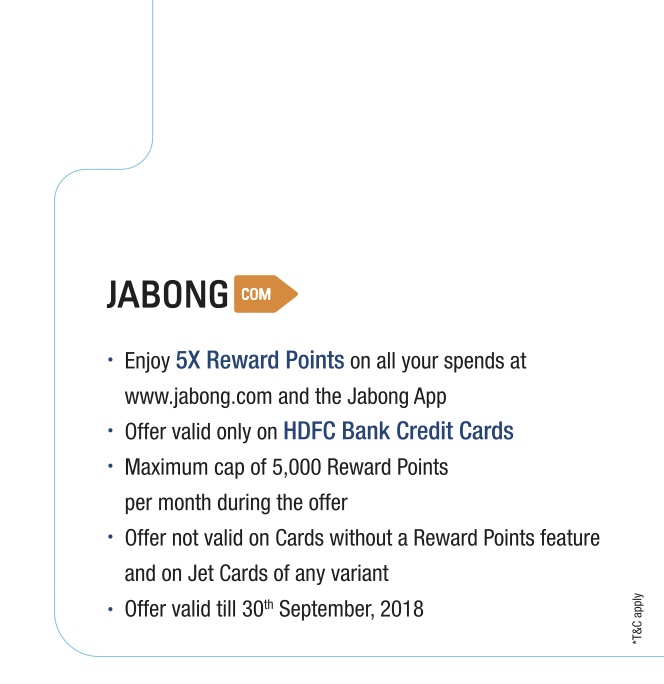 JABONG COM
• Enjoy 5X Reward Points on all your spends at
www.jabong.com and the Jabong App
• Offer valid only on HDFC Bank Credit Cards
• Maximum cap of 5,000 Reward Points
per month during the offer
• Offer not valid on Cards without a Reward Points feature
and on Jet Cards of any variant
• Offer valid till 30th September, 2018
*T&C apply